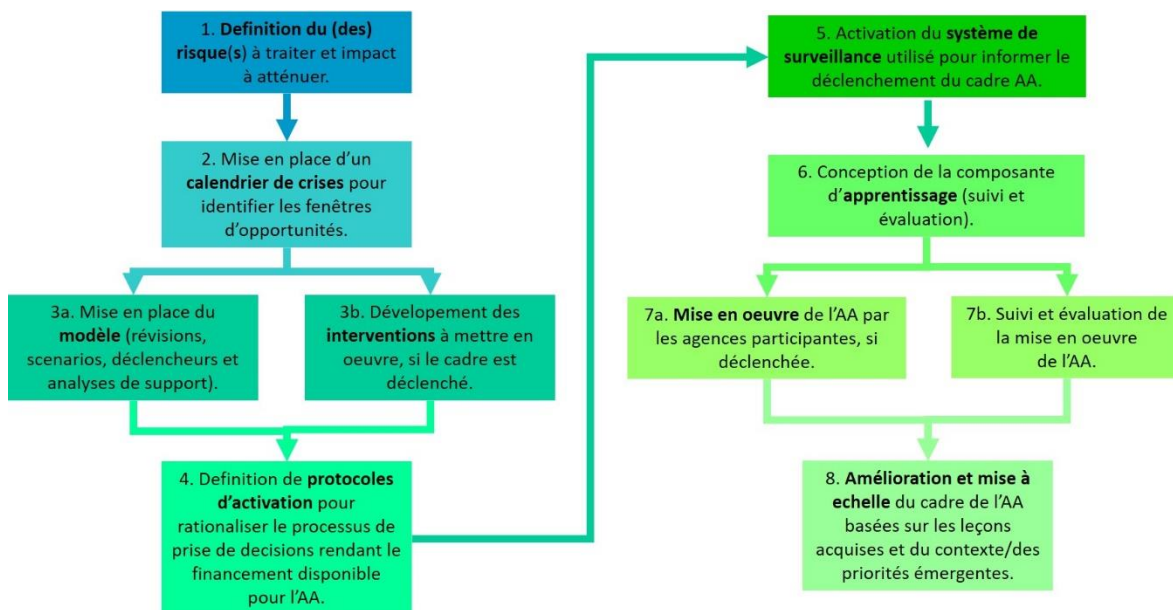 1. Definition du (des)
risque(s) à traiter et impact
à atténuer.
2. Mise en place d’un
calendrier de crises pour
identifier les fenêtres
d’opportunités.
3a. Mise en place du
modèle (révisions,
scenarios, déclencheurs et
analyses de support).
3b. Dévelopement des
interventions à mettre en
oeuvre, si le cadre est
déclenché.
4. Definition de protocoles
d’activation pour
rationaliser le processus de
prise de decisions rendant le
financement disponible
pour l’AA.
5. Activation du système de
surveillance utilisé pour informer le
déclenchement du cadre AA.
6. Conception de la composante
d’apprentissage (suivi et
évaluation).
7a. Mise en oeuvre de l’AA par
les agences participantes, si
déclenchée.
7b. Suivi et évaluation de
la mise en oeuvre
de l’AA.
8. Amélioration et mise à
echelle du cadre de l’AA
basées sur les leçons
acquises et du contexte/des
priorités émergentes.